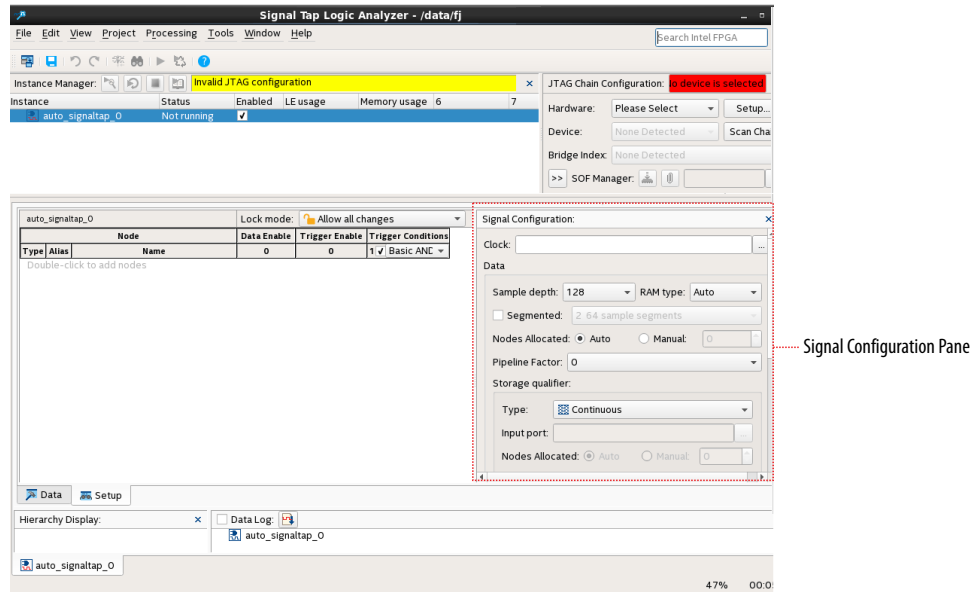 Signal Tap Logic Analyzer - /data/fj
File Edit View Project Processing Tools Window Help
Search Intel FPGA
Instance Manager: Invalid JTAG configuration
JTAG Chain Configuration: No device is selected
Instance Status Enabled LE usage Memory usage 6 7
auto_signaltap_0 Not running
Hardware: Please Select Setup...
Device: None Detected Scan Cha
Bridge Index: None Detected
>> SOF Manager:
auto_signaltap_0 Lock mode: Allow all changes
Node Data Enable Trigger Enable Trigger Conditions
Type Alias Name 0 0 1 Basic AND
Double-click to add nodes
Signal Configuration:
Clock: ...
Data
Sample depth: 128 RAM type: Auto
Segmented: 2 64 sample segments
Nodes Allocated: Auto Manual: 0
Pipeline Factor: 0
Storage qualifier:
Type: Continuous
Input port: ...
Nodes Allocated: Auto Manual: 0
Signal Configuration Pane
Data Setup
Hierarchy Display: Data Log:
auto_signaltap_0
auto_signaltap_0
47% 00:0